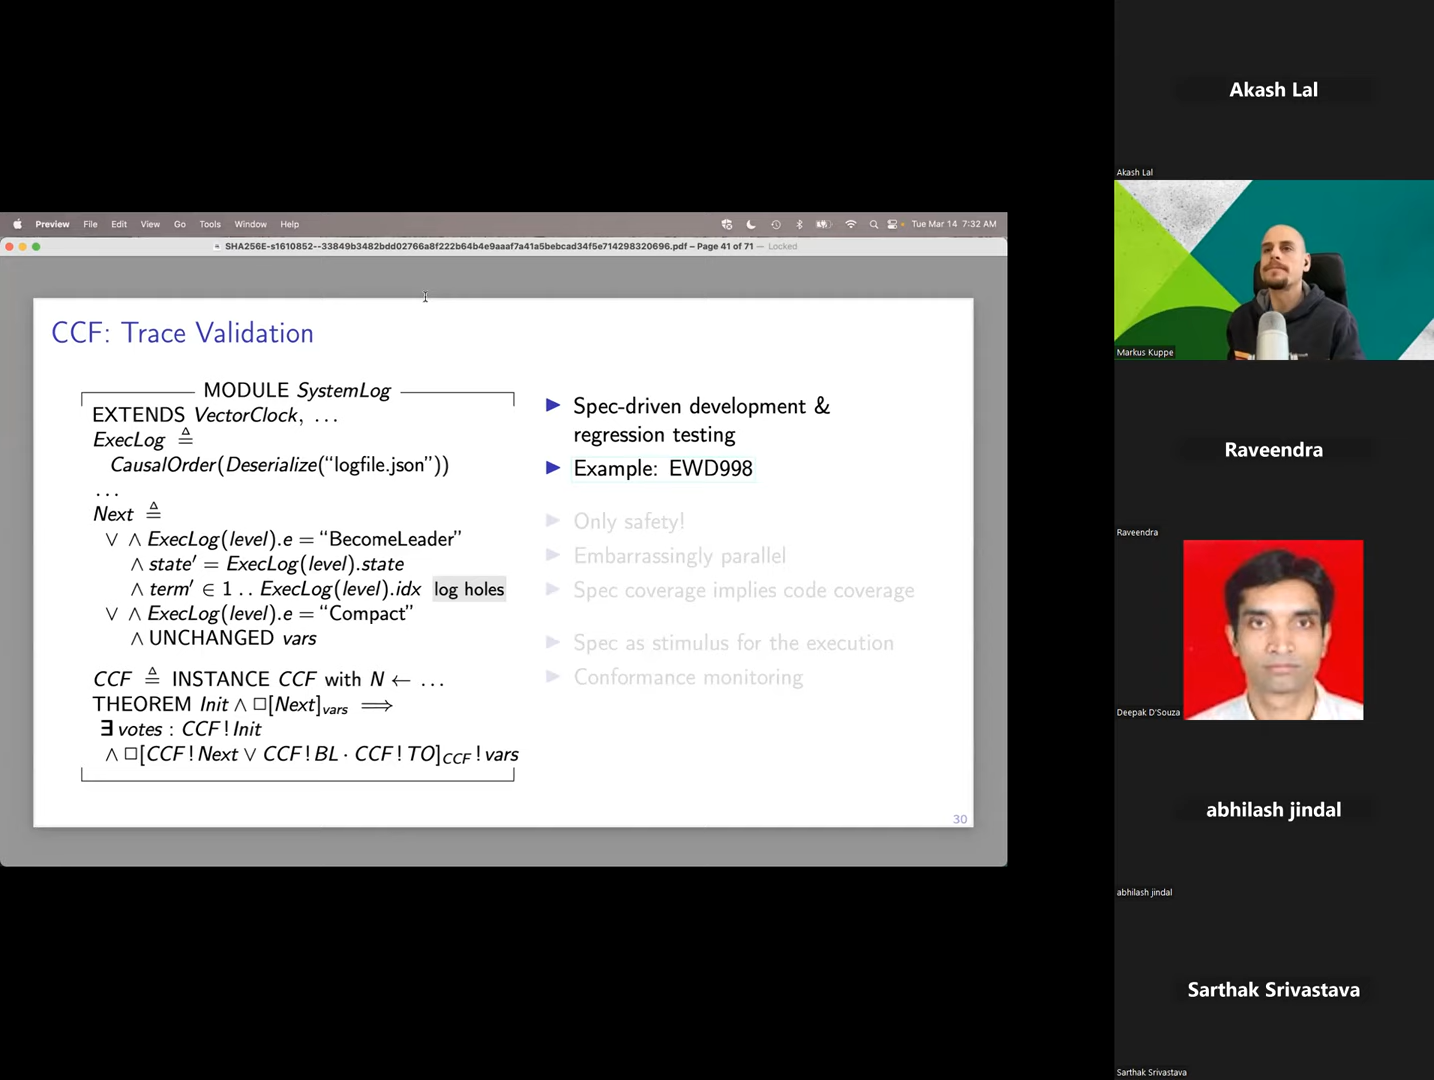 Preview File Edit View Go Tools Window Help Tue Mar 14 7:32 AM
SHA256E-s1610852--33849b3482bdd02766a8f222b64b4e9aaaf7a41a5bebcad34f5e714298320696.pdf – Page 41 of 71 — Locked
CCF: Trace Validation
MODULE SystemLog
EXTENDS VectorClock, ...
ExecLog ≜
CausalOrder(Deserialize(“logfile.json”))
...
Next ≜
∨ ∧ ExecLog(level).e = “BecomeLeader”
∧ state′ = ExecLog(level).state
∧ term′ ∈ 1 .. ExecLog(level).idx log holes
∨ ∧ ExecLog(level).e = “Compact”
∧ UNCHANGED vars
CCF ≜ INSTANCE CCF with N ← ...
THEOREM Init ∧ □[Next]vars ⟹
∃ votes : CCF!Init
∧ □[CCF!Next ∨ CCF!BL · CCF!TO]CCF!vars
▶ Spec-driven development &
regression testing
▶ Example: EWD998
▶ Only safety!
▶ Embarrassingly parallel
▶ Spec coverage implies code coverage
▶ Spec as stimulus for the execution
▶ Conformance monitoring
30
Akash Lal
Akash Lal
Markus Kuppe
Raveendra
Raveendra
Deepak D'Souza
abhilash jindal
abhilash jindal
Sarthak Srivastava
Sarthak Srivastava